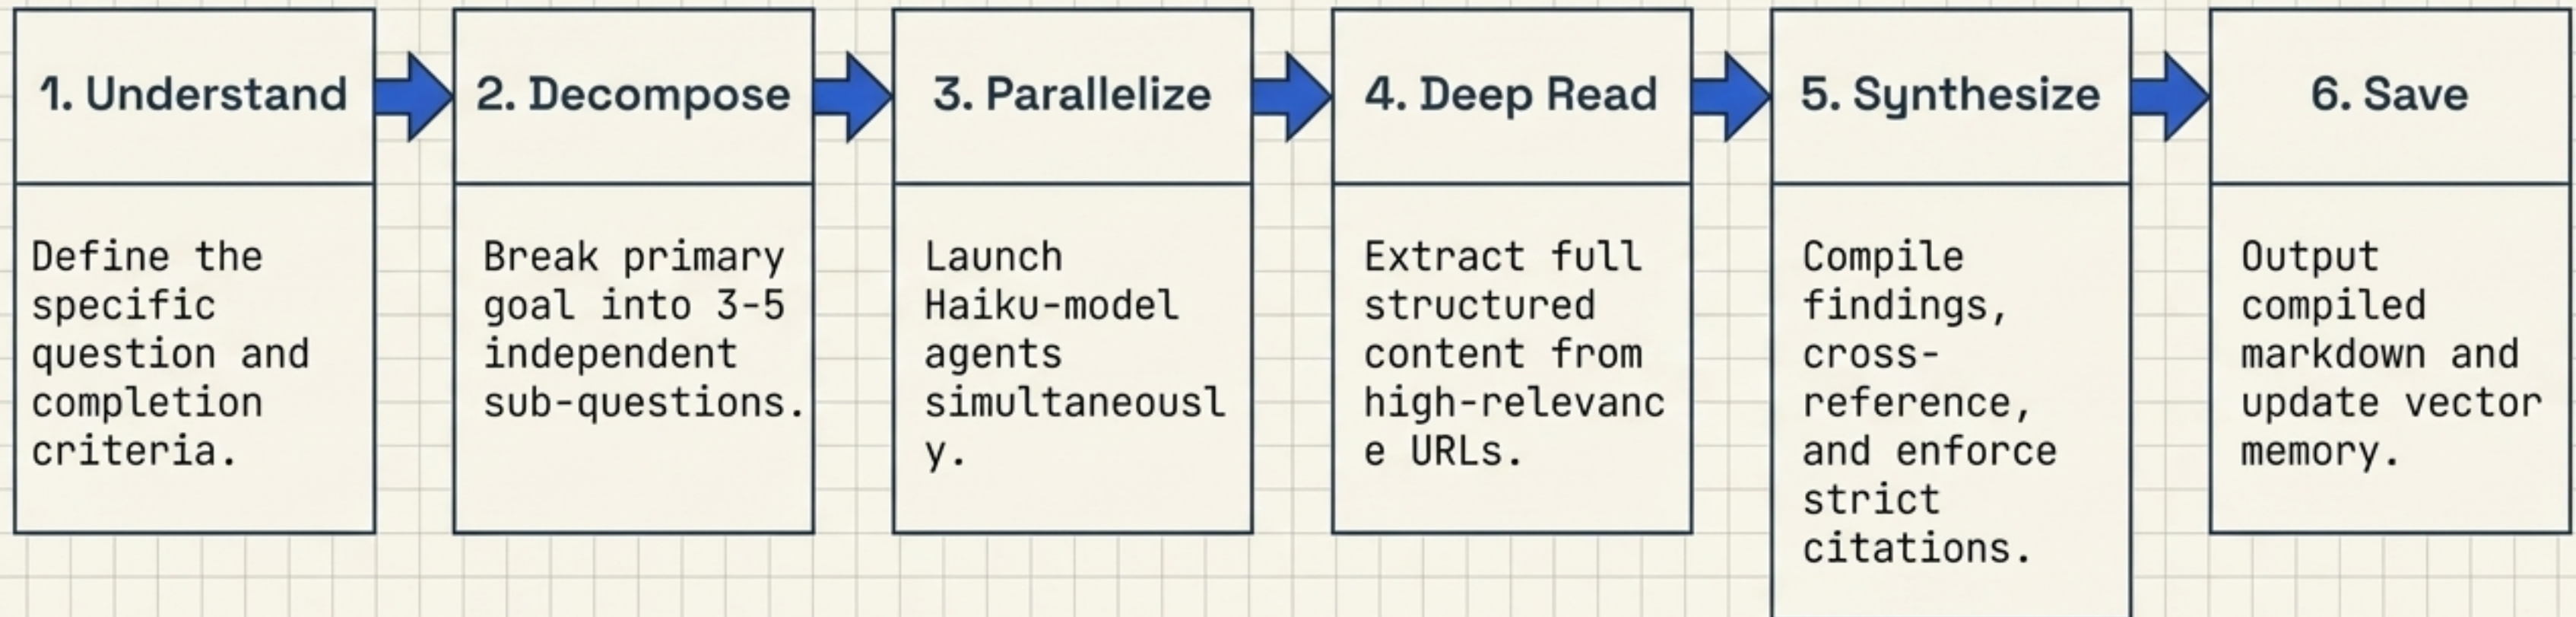 1. Understand
Define the
specific
question and
completion
criteria.
2. Decompose
Break primary
goal into 3-5
independent
sub-questions.
3. Parallelize
Launch
Haiku-model
agents
simultaneousl
y.
4. Deep Read
Extract full
structured
content from
high-relevanc
e URLs.
5. Synthesize
Compile
findings,
cross-
reference,
and enforce
strict
citations.
6. Save
Output
compiled
markdown and
update vector
memory.